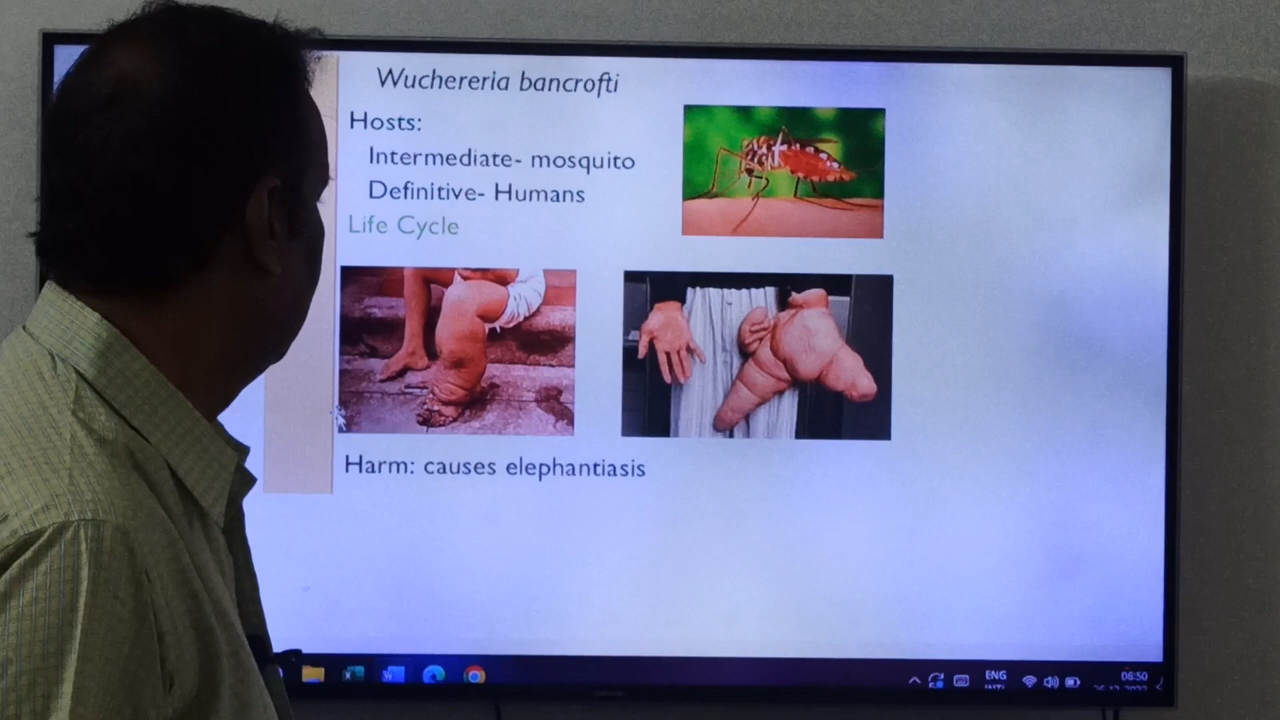 Wuchereria bancrofti
Hosts:
Intermediate- mosquito
Definitive- Humans
Life Cycle
Harm: causes elephantiasis
ENG
06:50